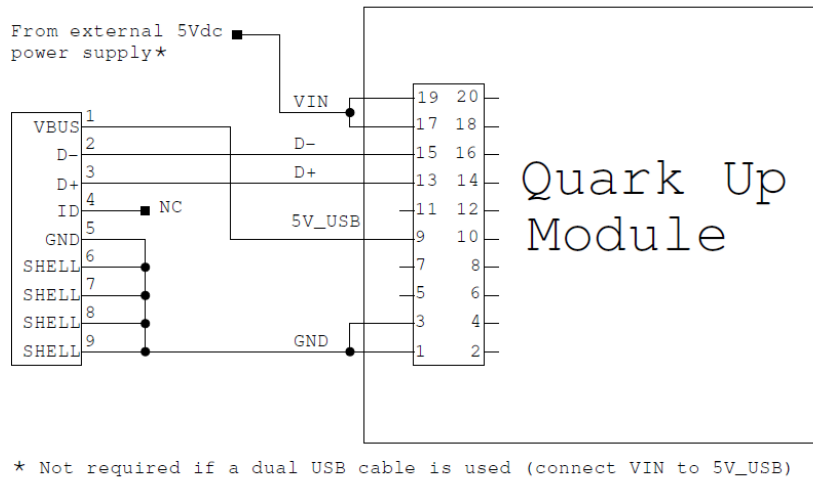 From external 5Vdc
power supply*
VIN
19 20
1
VBUS
17 18
2
D-
D-
15 16
3
D+
D+
13 14
4
ID
NC
11 12
5
GND
5V_USB
9 10
6
SHELL
7 8
7
SHELL
5 6
8
SHELL
3 4
9
SHELL
GND
1 2
Quark Up
Module
* Not required if a dual USB cable is used (connect VIN to 5V_USB)